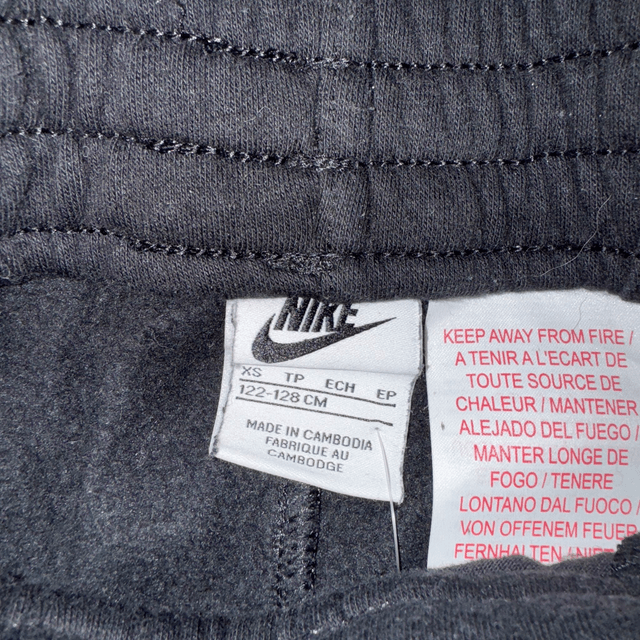 NIKE
XS TP ECH EP
122-128 CM
MADE IN CAMBODIA
FABRIQUE AU
CAMBODGE
KEEP AWAY FROM FIRE /
A TENIR A L'ECART DE
TOUTE SOURCE DE
CHALEUR / MANTENER
ALEJADO DEL FUEGO /
MANTER LONGE DE
FOGO / TENERE
LONTANO DAL FUOCO /
VON OFFENEM FEUER
FERNHALTEN /